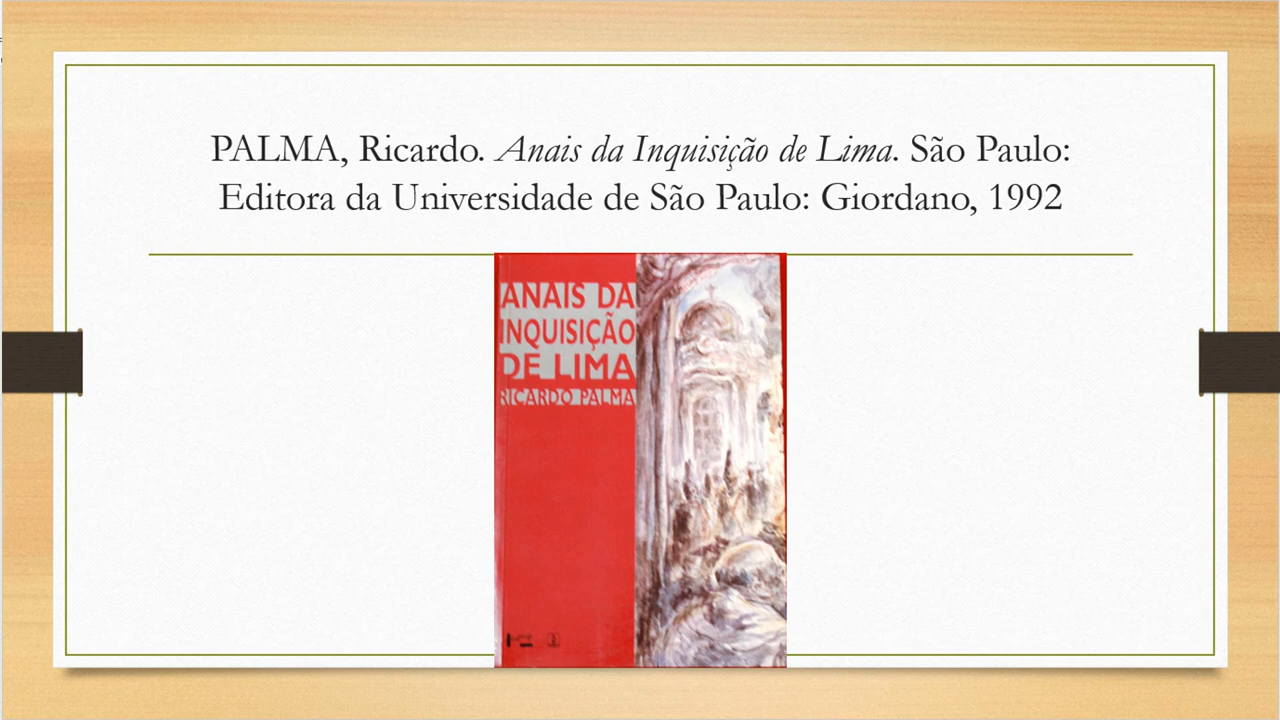 PALMA, Ricardo. Anais da Inquisição de Lima. São Paulo:
Editora da Universidade de São Paulo: Giordano, 1992
ANAIS DA
INQUISIÇÃO
DE LIMA
RICARDO PALMA